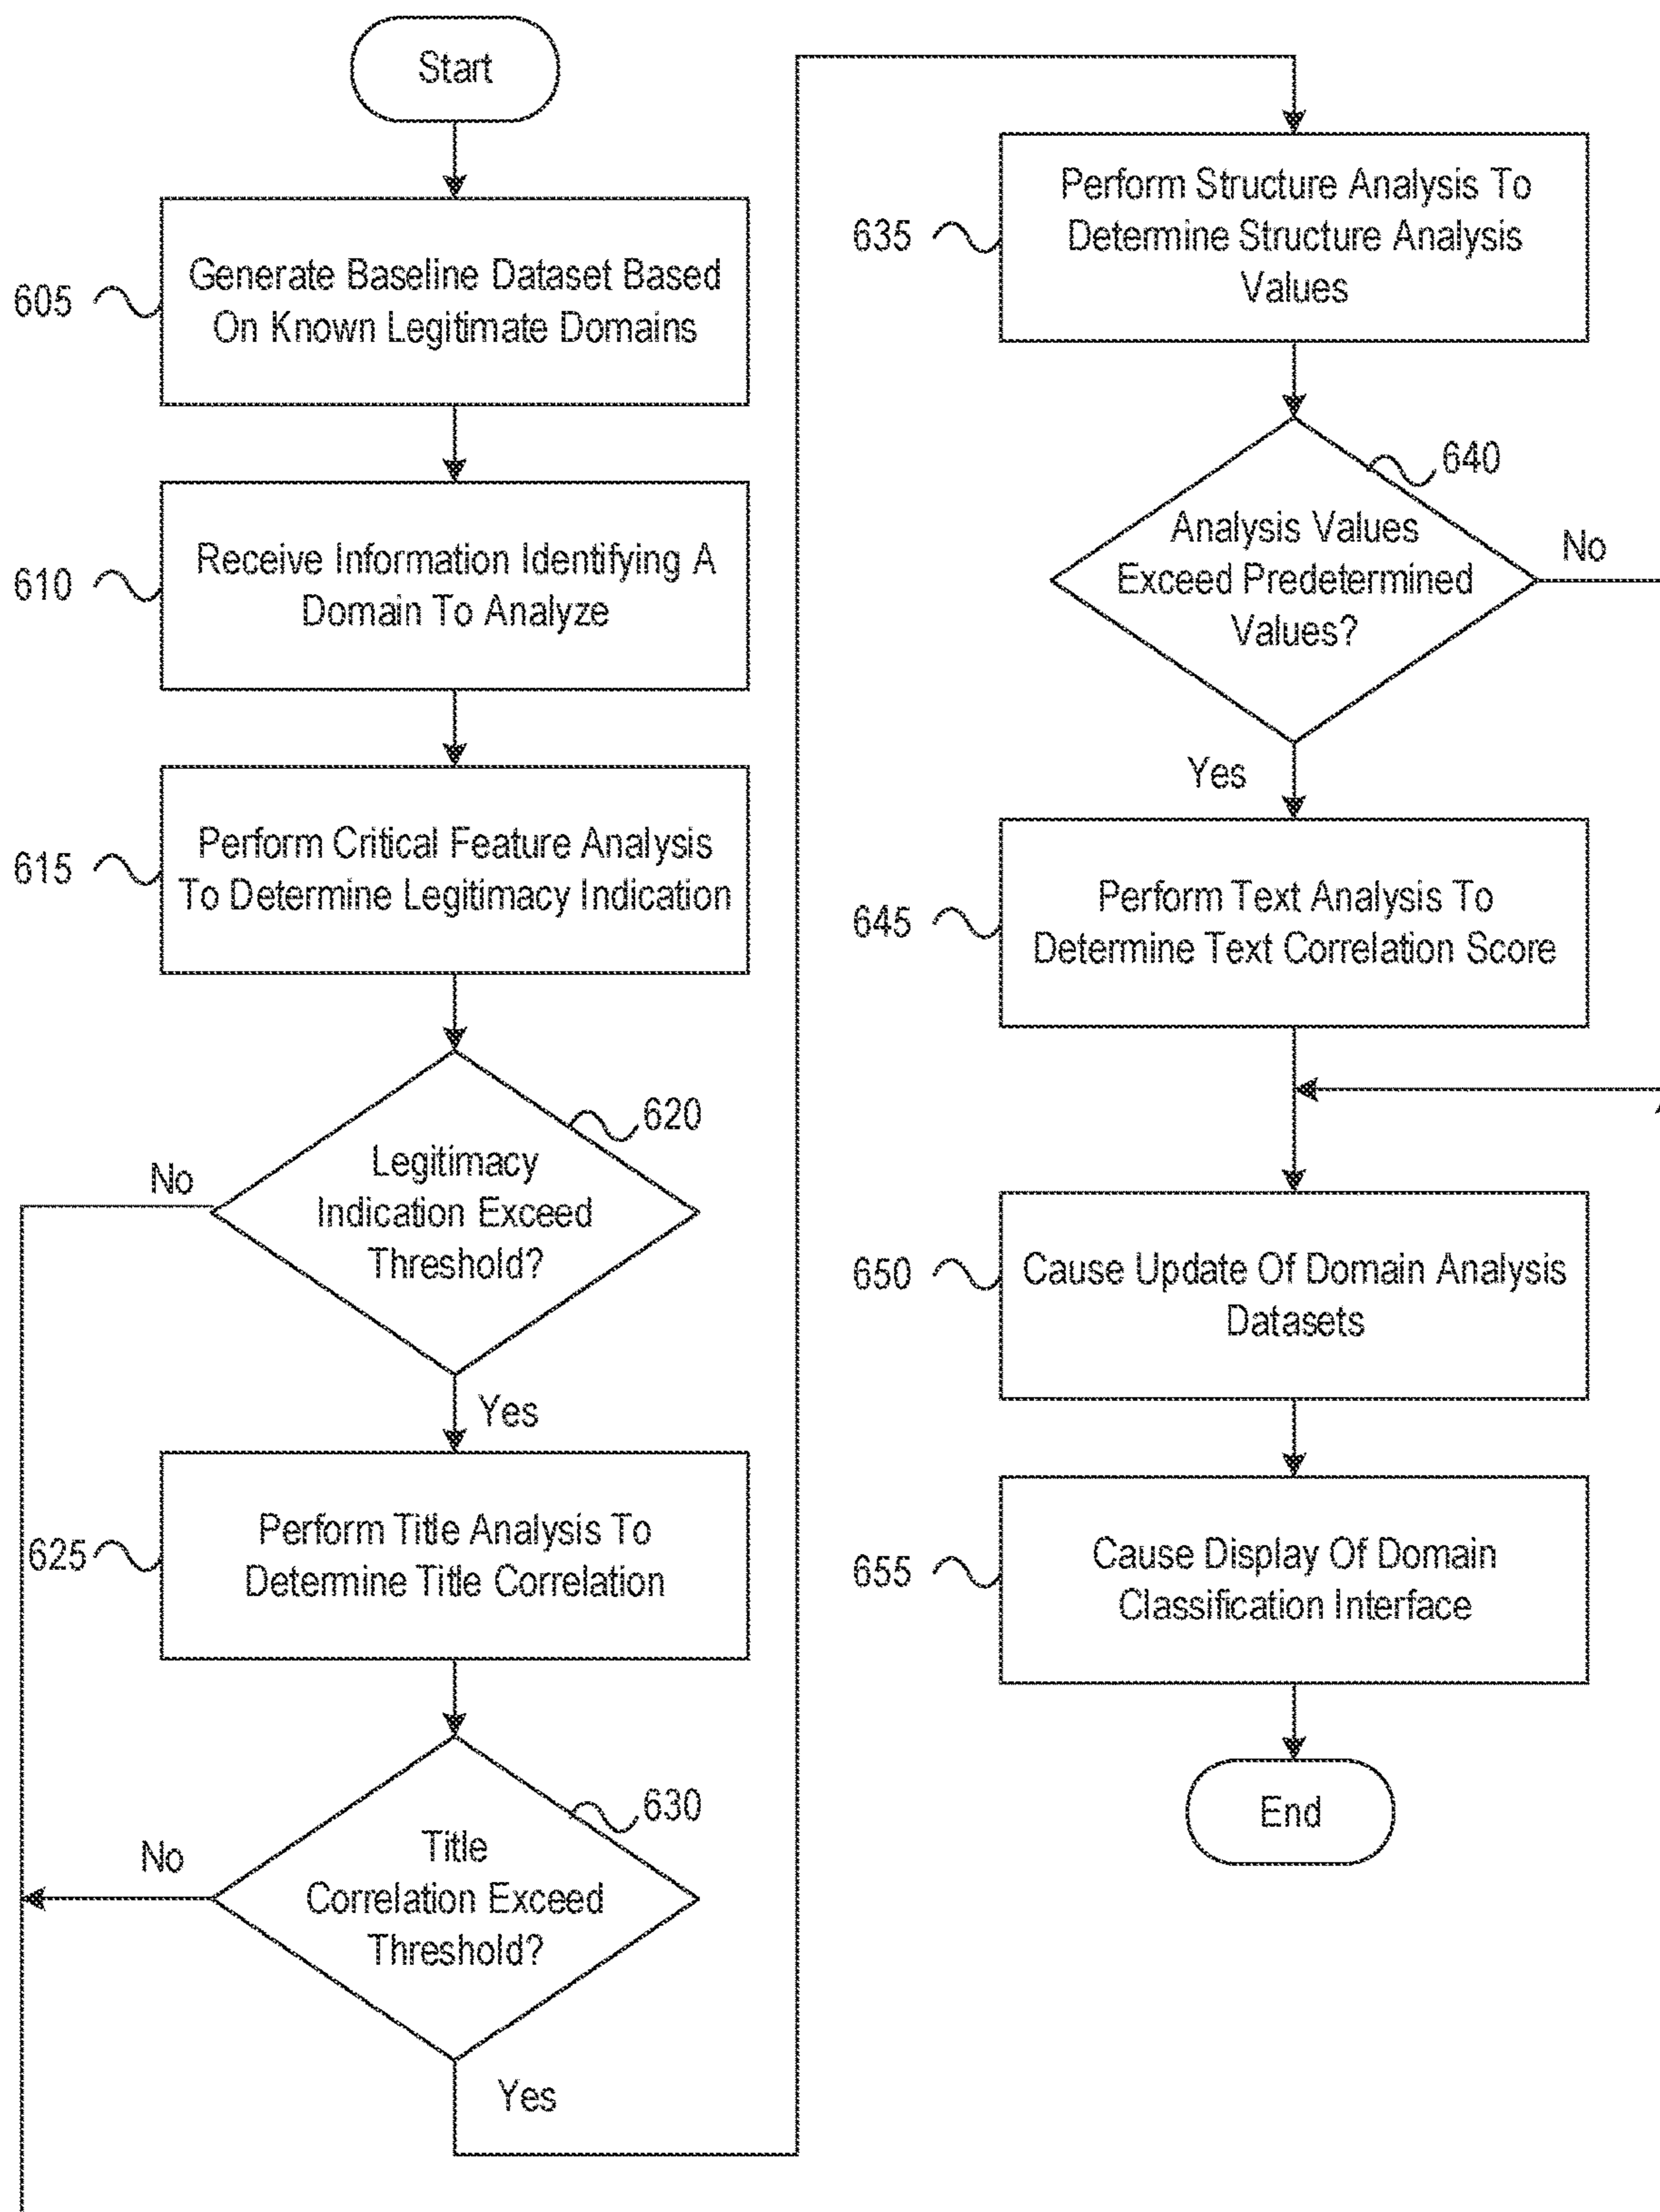 Start
605
Generate Baseline Dataset Based
On Known Legitimate Domains
610
Receive Information Identifying A
Domain To Analyze
615
Perform Critical Feature Analysis
To Determine Legitimacy Indication
620
Legitimacy
Indication Exceed
Threshold?
No
Yes
625
Perform Title Analysis To
Determine Title Correlation
630
Title
Correlation Exceed
Threshold?
No
Yes
635
Perform Structure Analysis To
Determine Structure Analysis
Values
640
Analysis Values
Exceed Predetermined
Values?
No
Yes
645
Perform Text Analysis To
Determine Text Correlation Score
650
Cause Update Of Domain Analysis
Datasets
655
Cause Display Of Domain
Classification Interface
End